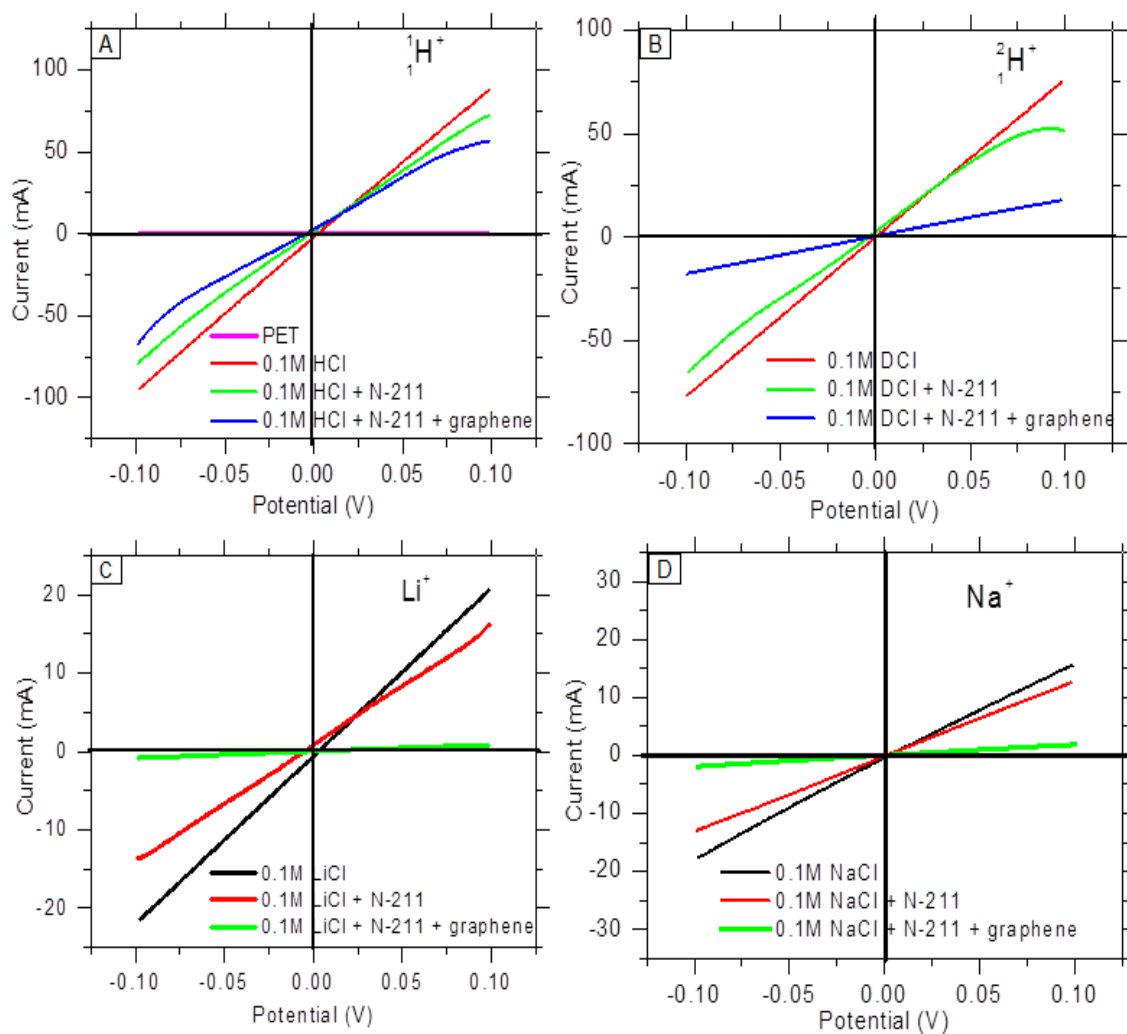 A
¹₁H⁺
100
50
0
-50
-100
Current (mA)
PET
0.1M HCl
0.1M HCl + N-211
0.1M HCl + N-211 + graphene
-0.10 -0.05 0.00 0.05 0.10
Potential (V)
B
²₁H⁺
100
50
0
-50
-100
Current (mA)
0.1M DCl
0.1M DCl + N-211
0.1M DCl + N-211 + graphene
-0.10 -0.05 0.00 0.05 0.10
Potential (V)
C
Li⁺
20
10
0
-10
-20
Current (mA)
0.1M LiCl
0.1M LiCl + N-211
0.1M LiCl + N-211 + graphene
-0.10 -0.05 0.00 0.05 0.10
Potential (V)
D
Na⁺
30
20
10
0
-10
-20
-30
Current (mA)
0.1M NaCl
0.1M NaCl + N-211
0.1M NaCl + N-211 + graphene
-0.10 -0.05 0.00 0.05 0.10
Potential (V)